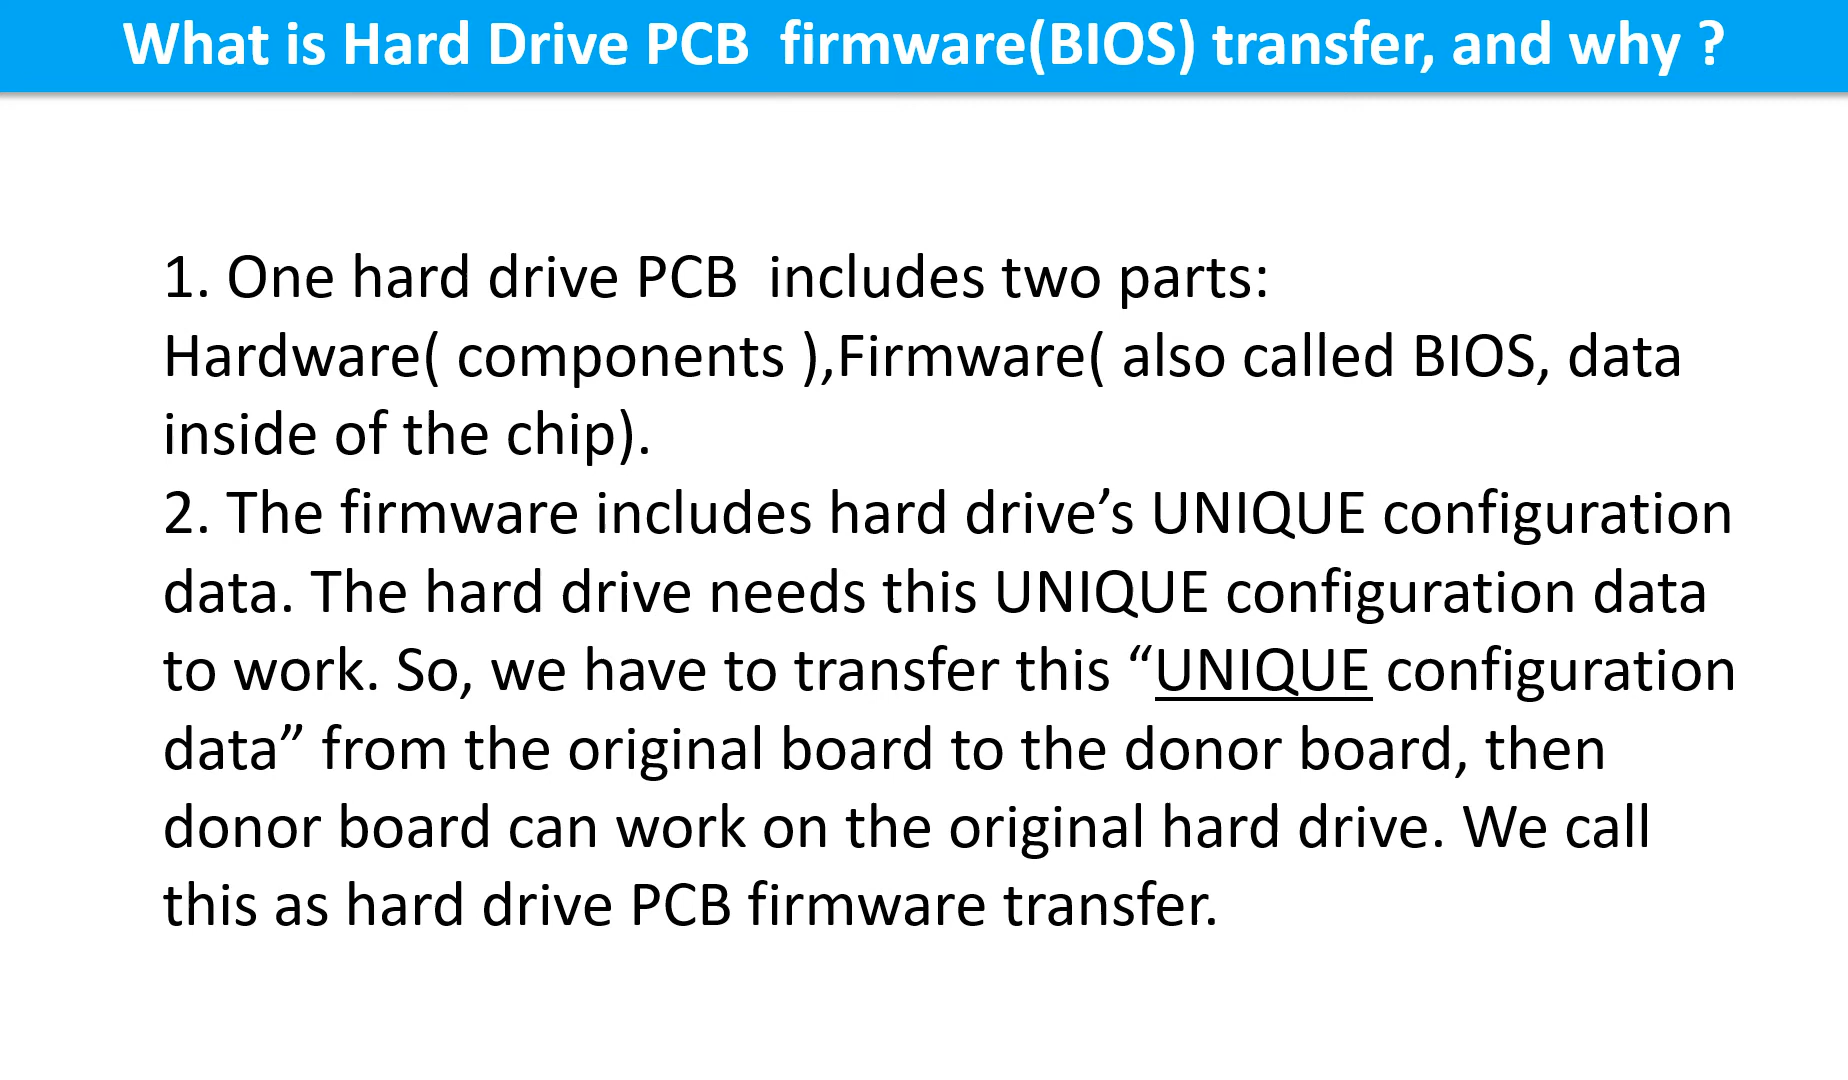 What is Hard Drive PCB  firmware(BIOS) transfer, and why ?
1. One hard drive PCB  includes two parts:
Hardware( components ),Firmware( also called BIOS, data
inside of the chip).
2. The firmware includes hard drive’s UNIQUE configuration
data. The hard drive needs this UNIQUE configuration data
to work. So, we have to transfer this “UNIQUE configuration
data” from the original board to the donor board, then
donor board can work on the original hard drive. We call
this as hard drive PCB firmware transfer.